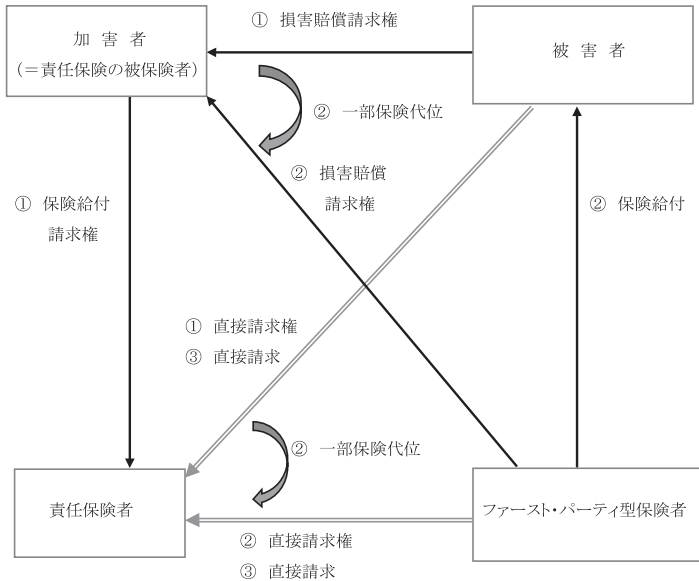 ① 損害賠償請求権
加 害 者
(=責任保険の被保険者)
被 害 者
② 一部保険代位
② 損害賠償
請求権
① 保険給付
請求権
② 保険給付
① 直接請求権
③ 直接請求
② 一部保険代位
責任保険者
ファースト・パーティ型保険者
② 直接請求権
③ 直接請求